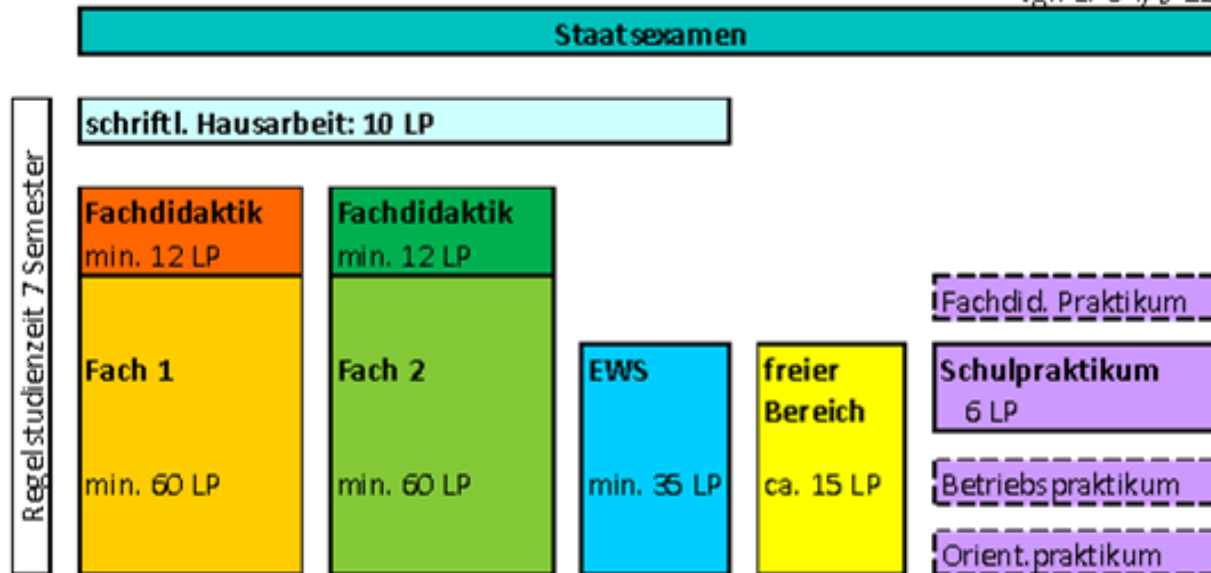 Staatsexamen
schriftl. Hausarbeit: 10 LP
Regelstudienzeit 7 Semester
Fachdidaktik
min. 12 LP
Fachdidaktik
min. 12 LP
Fach 1
min. 60 LP
Fach 2
min. 60 LP
EWS
min. 35 LP
freier
Bereich
ca. 15 LP
Fachdid. Praktikum
Schulpraktikum
6 LP
Betriebspraktikum
Orient.praktikum